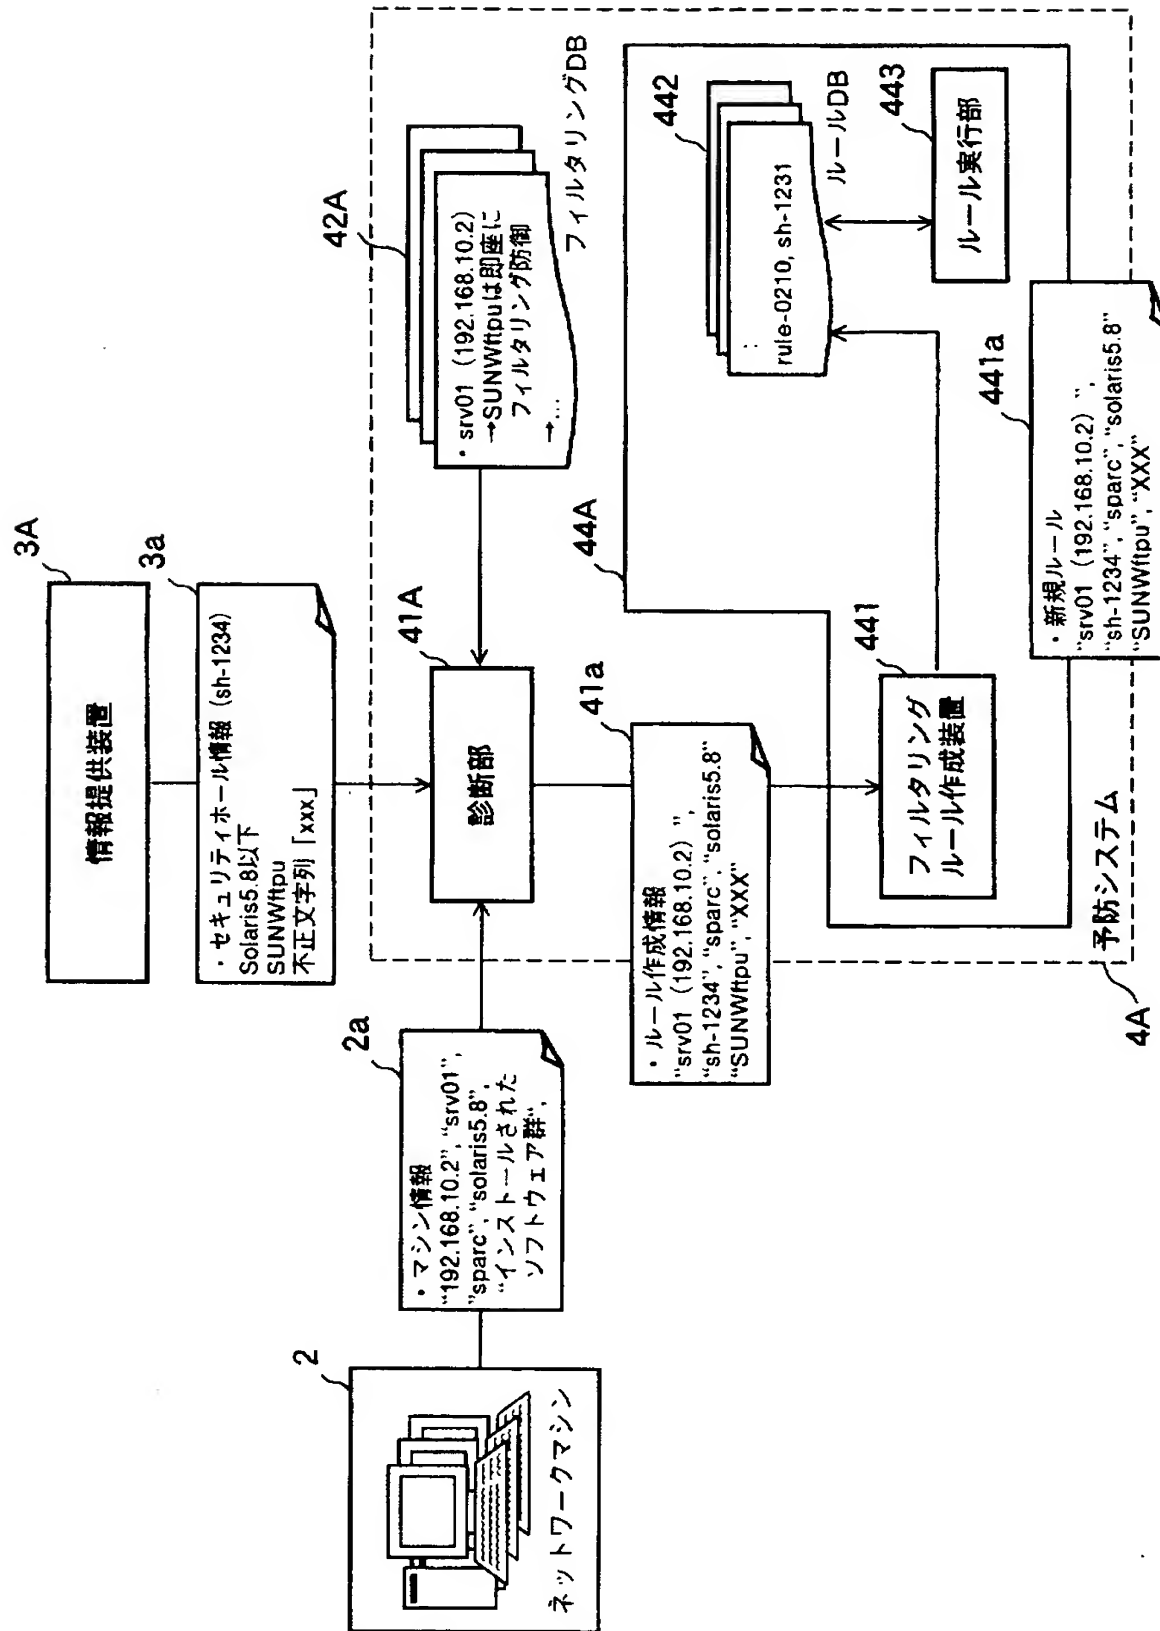 3A
情報提供装置
3a
・セキュリティホール情報 (sh-1234)
Solaris5.8以下
SUNWftpu
不正文字列「xxx」
2
ネットワークマシン
2a
・マシン情報
“192.168.10.2”, “srv01”,
”sparc”, “solaris5.8”,
“インストールされた
ソフトウェア群“,
41A
診断部
42A
・srv01 (192.168.10.2)
→SUNWftpuは即座に
フィルタリング防御
→...
フィルタリングDB
41a
・ルール作成情報
“srv01 (192.168.10.2) ”,
“sh-1234”, “sparc”, “solaris5.8”
“SUNWftpu”, “XXX”
44A
441
フィルタリング
ルール作成装置
442
:
rule-0210, sh-1231
ルールDB
443
ルール実行部
441a
・新規ルール
“srv01 (192.168.10.2) ”,
“sh-1234”, “sparc”, “solaris5.8”
“SUNWftpu”, “XXX”
予防システム
4A